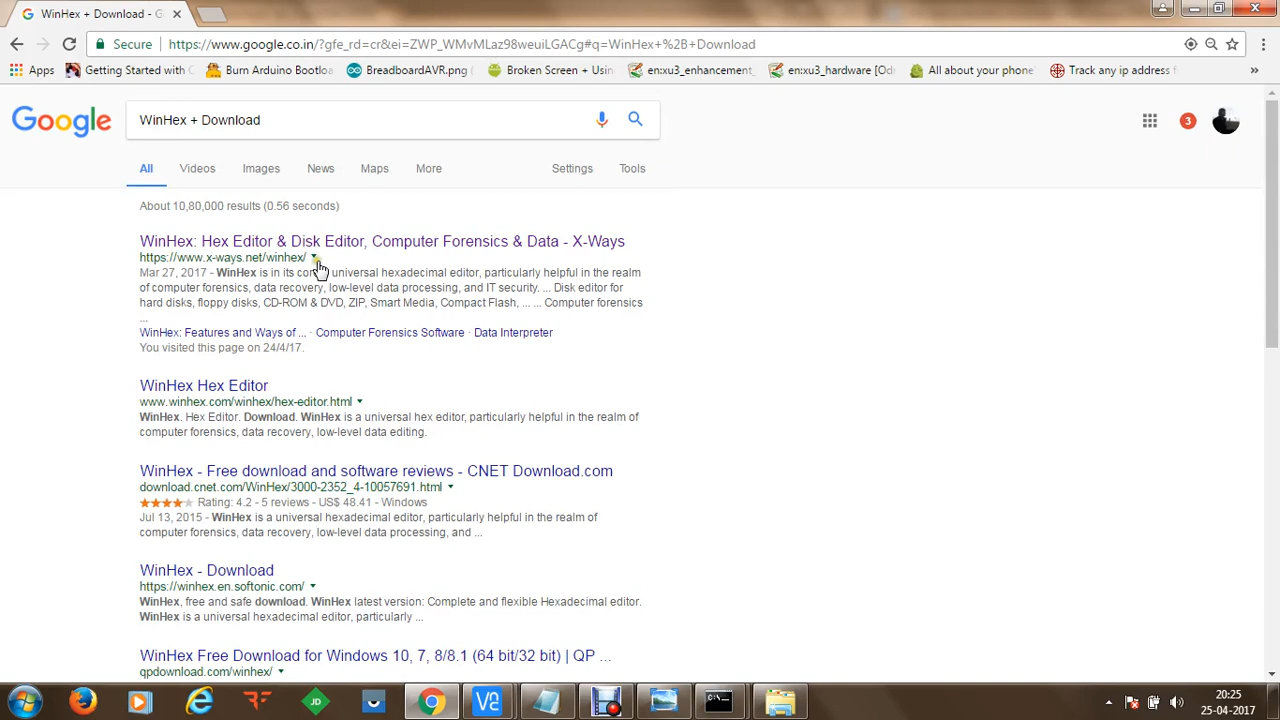 WinHex + Download - G
Secure https://www.google.co.in/?gfe_rd=cr&ei=ZWP_WMvMLaz98weuiLGACg#q=WinHex+%2B+Download
Apps Getting Started with C Burn Arduino Bootloa BreadboardAVR.png ( Broken Screen + Usin en:xu3_enhancement_ en:xu3_hardware [Od All about your phone Track any ip address f »
Google WinHex + Download 3
All Videos Images News Maps More Settings Tools
About 10,80,000 results (0.56 seconds)
WinHex: Hex Editor & Disk Editor, Computer Forensics & Data - X-Ways
https://www.x-ways.net/winhex/
Mar 27, 2017 - WinHex is in its universal hexadecimal editor, particularly helpful in the realm
of computer forensics, data recovery, low-level data processing, and IT security. ... Disk editor for
hard disks, floppy disks, CD-ROM & DVD, ZIP, Smart Media, Compact Flash, ... ... Computer forensics
...
WinHex: Features and Ways of ... · Computer Forensics Software · Data Interpreter
You visited this page on 24/4/17.
WinHex Hex Editor
www.winhex.com/winhex/hex-editor.html
WinHex. Hex Editor. Download. WinHex is a universal hex editor, particularly helpful in the realm of
computer forensics, data recovery, low-level data editing.
WinHex - Free download and software reviews - CNET Download.com
download.cnet.com/WinHex/3000-2352_4-10057691.html
Rating: 4.2 - 5 reviews - US$ 48.41 - Windows
Jul 13, 2015 - WinHex is a universal hexadecimal editor, particularly helpful in the realm of
computer forensics, data recovery, low-level data processing, and ...
WinHex - Download
https://winhex.en.softonic.com/
WinHex, free and safe download. WinHex latest version: Complete and flexible Hexadecimal editor.
WinHex is a universal hexadecimal editor, particularly ...
WinHex Free Download for Windows 10, 7, 8/8.1 (64 bit/32 bit) | QP ...
qpdownload.com/winhex/
JD
20:25
25-04-2017